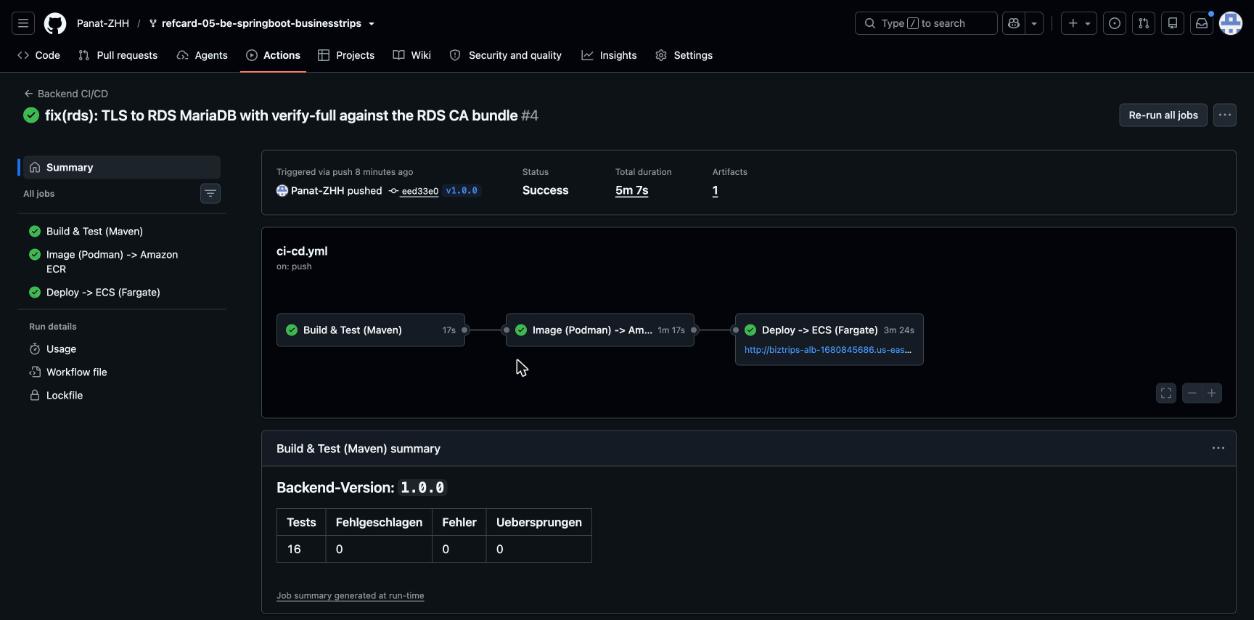 Panat-ZHH / refcard-05-be-springboot-businesstrips
Type / to search
Code Pull requests Agents Actions Projects Wiki Security and quality Insights Settings
← Backend CI/CD
fix(rds): TLS to RDS MariaDB with verify-full against the RDS CA bundle #4
Re-run all jobs
Summary
All jobs
Build & Test (Maven)
Image (Podman) -> Amazon
ECR
Deploy -> ECS (Fargate)
Run details
Usage
Workflow file
Lockfile
Triggered via push 8 minutes ago
Panat-ZHH pushed eed33e0 v1.0.0
Status
Success
Total duration
5m 7s
Artifacts
1
ci-cd.yml
on: push
Build & Test (Maven) 17s
Image (Podman) -> Am... 1m 17s
Deploy -> ECS (Fargate) 3m 24s
http://biztrips-alb-1680845686.us-eas...
Build & Test (Maven) summary
Backend-Version: 1.0.0
Tests Fehlgeschlagen Fehler Uebersprungen
16 0 0 0
Job summary generated at run-time